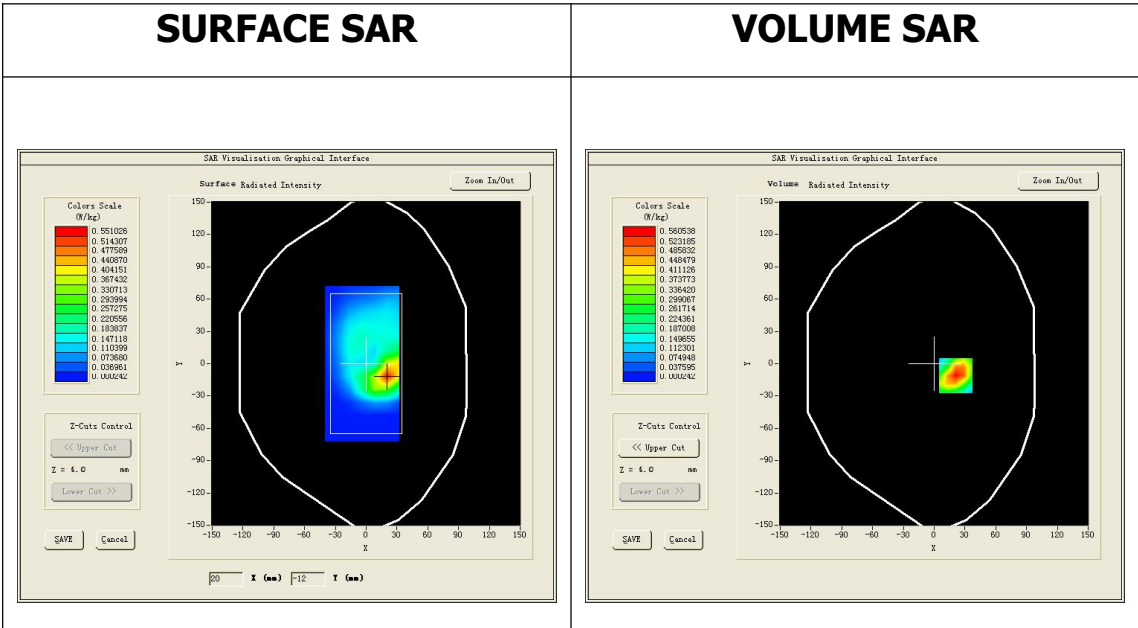 SURFACE SAR
VOLUME SAR
SAR Visualisation Graphical Interface
Surface Radiated Intensity
Zoom In/Out
Colors Scale
(W/kg)
0.551026
0.514307
0.477589
0.440870
0.404151
0.367432
0.330713
0.293994
0.257275
0.220556
0.183837
0.147118
0.110399
0.073680
0.036961
0.000242
150
120
90
60
30
0
-30
-60
-90
-120
-150
Y
-150 -120 -90 -60 -30 0 30 60 90 120 150
X
Z-Cuts Control
<< Upper Cut
Z = 4.0 mm
Lower Cut >>
SAVE
Cancel
20 X (mm) -12 Y (mm)
SAR Visualisation Graphical Interface
Volume Radiated Intensity
Zoom In/Out
Colors Scale
(W/kg)
0.560538
0.523185
0.485832
0.448479
0.411126
0.373773
0.336420
0.299067
0.261714
0.224361
0.187008
0.149655
0.112301
0.074948
0.037595
0.000242
150
120
90
60
30
0
-30
-60
-90
-120
-150
Y
-150 -120 -90 -60 -30 0 30 60 90 120 150
X
Z-Cuts Control
<< Upper Cut
Z = 4.0 mm
Lower Cut >>
SAVE
Cancel